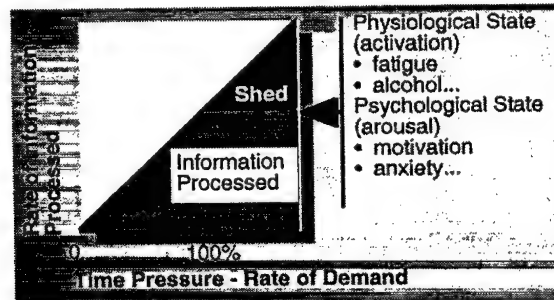 Rate of Information
Processed
Shed
Information
Processed
0
100%
Time Pressure - Rate of Demand
Physiological State
(activation)
• fatigue
• alcohol...
Psychological State
(arousal)
• motivation
• anxiety...